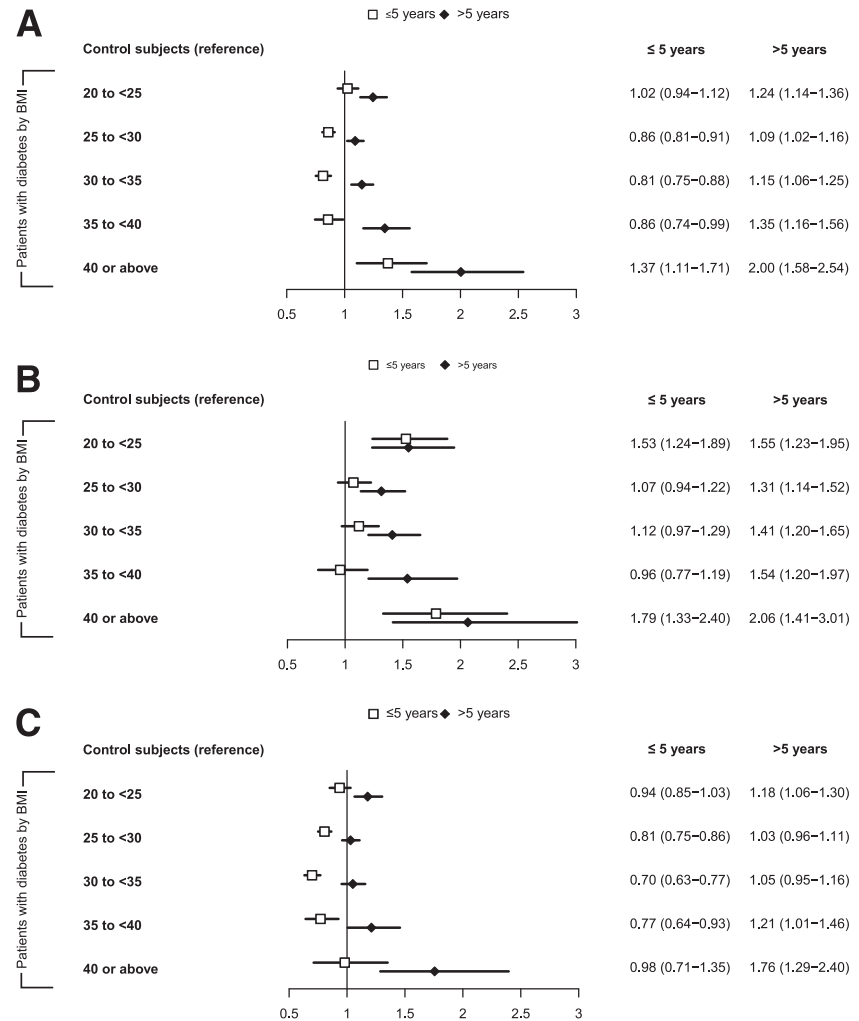 A
≤5 years >5 years
Control subjects (reference) ≤ 5 years >5 years
Patients with diabetes by BMI
20 to <25 1.02 (0.94−1.12) 1.24 (1.14−1.36)
25 to <30 0.86 (0.81−0.91) 1.09 (1.02−1.16)
30 to <35 0.81 (0.75−0.88) 1.15 (1.06−1.25)
35 to <40 0.86 (0.74−0.99) 1.35 (1.16−1.56)
40 or above 1.37 (1.11−1.71) 2.00 (1.58−2.54)
0.5 1 1.5 2 2.5 3
B
≤5 years >5 years
Control subjects (reference) ≤ 5 years >5 years
Patients with diabetes by BMI
20 to <25 1.53 (1.24−1.89) 1.55 (1.23−1.95)
25 to <30 1.07 (0.94−1.22) 1.31 (1.14−1.52)
30 to <35 1.12 (0.97−1.29) 1.41 (1.20−1.65)
35 to <40 0.96 (0.77−1.19) 1.54 (1.20−1.97)
40 or above 1.79 (1.33−2.40) 2.06 (1.41−3.01)
0.5 1 1.5 2 2.5 3
C
≤5 years >5 years
Control subjects (reference) ≤ 5 years >5 years
Patients with diabetes by BMI
20 to <25 0.94 (0.85−1.03) 1.18 (1.06−1.30)
25 to <30 0.81 (0.75−0.86) 1.03 (0.96−1.11)
30 to <35 0.70 (0.63−0.77) 1.05 (0.95−1.16)
35 to <40 0.77 (0.64−0.93) 1.21 (1.01−1.46)
40 or above 0.98 (0.71−1.35) 1.76 (1.29−2.40)
0.5 1 1.5 2 2.5 3